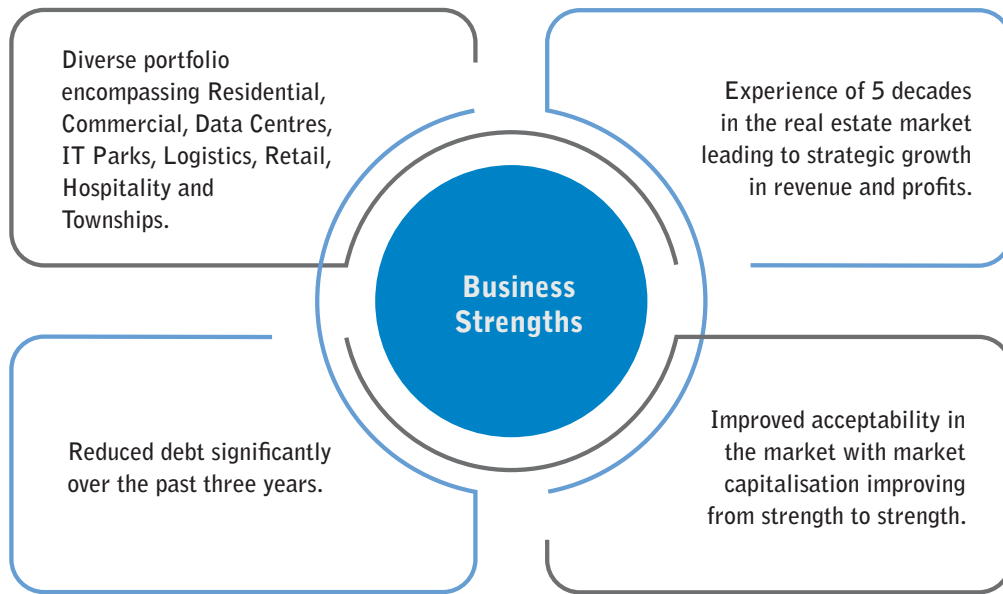 Diverse portfolio
encompassing Residential,
Commercial, Data Centres,
IT Parks, Logistics, Retail,
Hospitality and
Townships.
Experience of 5 decades
in the real estate market
leading to strategic growth
in revenue and profits.
Business
Strengths
Reduced debt significantly
over the past three years.
Improved acceptability in
the market with market
capitalisation improving
from strength to strength.